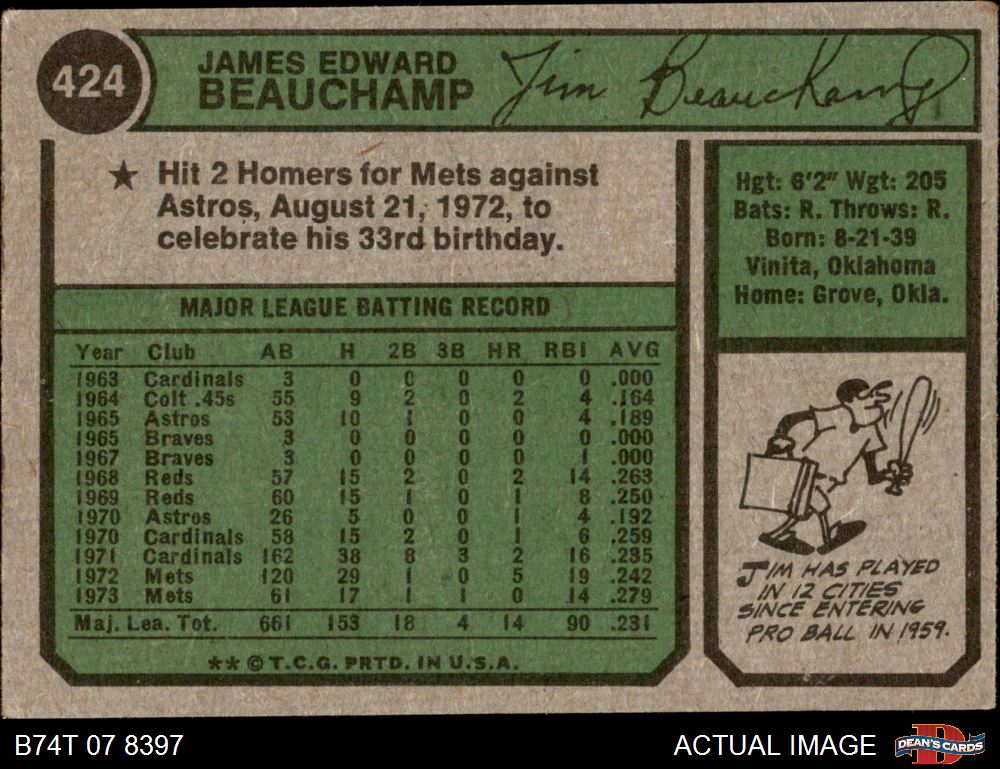 424
JAMES EDWARD
BEAUCHAMP
Jim Beauchamp
★ Hit 2 Homers for Mets against
Astros, August 21, 1972, to
celebrate his 33rd birthday.
MAJOR LEAGUE BATTING RECORD
Year Club AB H 2B 3B HR RBI AVG
1963 Cardinals 3 0 0 0 0 0 .000
1964 Colt .45s 55 9 2 0 2 4 .164
1965 Astros 53 10 1 0 0 4 .189
1965 Braves 3 0 0 0 0 0 .000
1967 Braves 3 0 0 0 0 1 .000
1968 Reds 57 15 2 0 2 14 .263
1969 Reds 60 15 1 0 1 8 .250
1970 Astros 26 5 0 0 1 4 .192
1970 Cardinals 58 15 2 0 1 6 .259
1971 Cardinals 162 38 8 3 2 16 .235
1972 Mets 120 29 1 0 5 19 .242
1973 Mets 61 17 1 1 0 14 .279
Maj. Lea. Tot. 661 153 18 4 14 90 .231
** © T.C.G. PRTD. IN U.S.A.
Hgt: 6'2" Wgt: 205
Bats: R. Throws: R.
Born: 8-21-39
Vinita, Oklahoma
Home: Grove, Okla.
JIM HAS PLAYED
IN 12 CITIES
SINCE ENTERING
PRO BALL IN 1959.
B74T 07 8397
ACTUAL IMAGE
D
DEAN'S CARDS